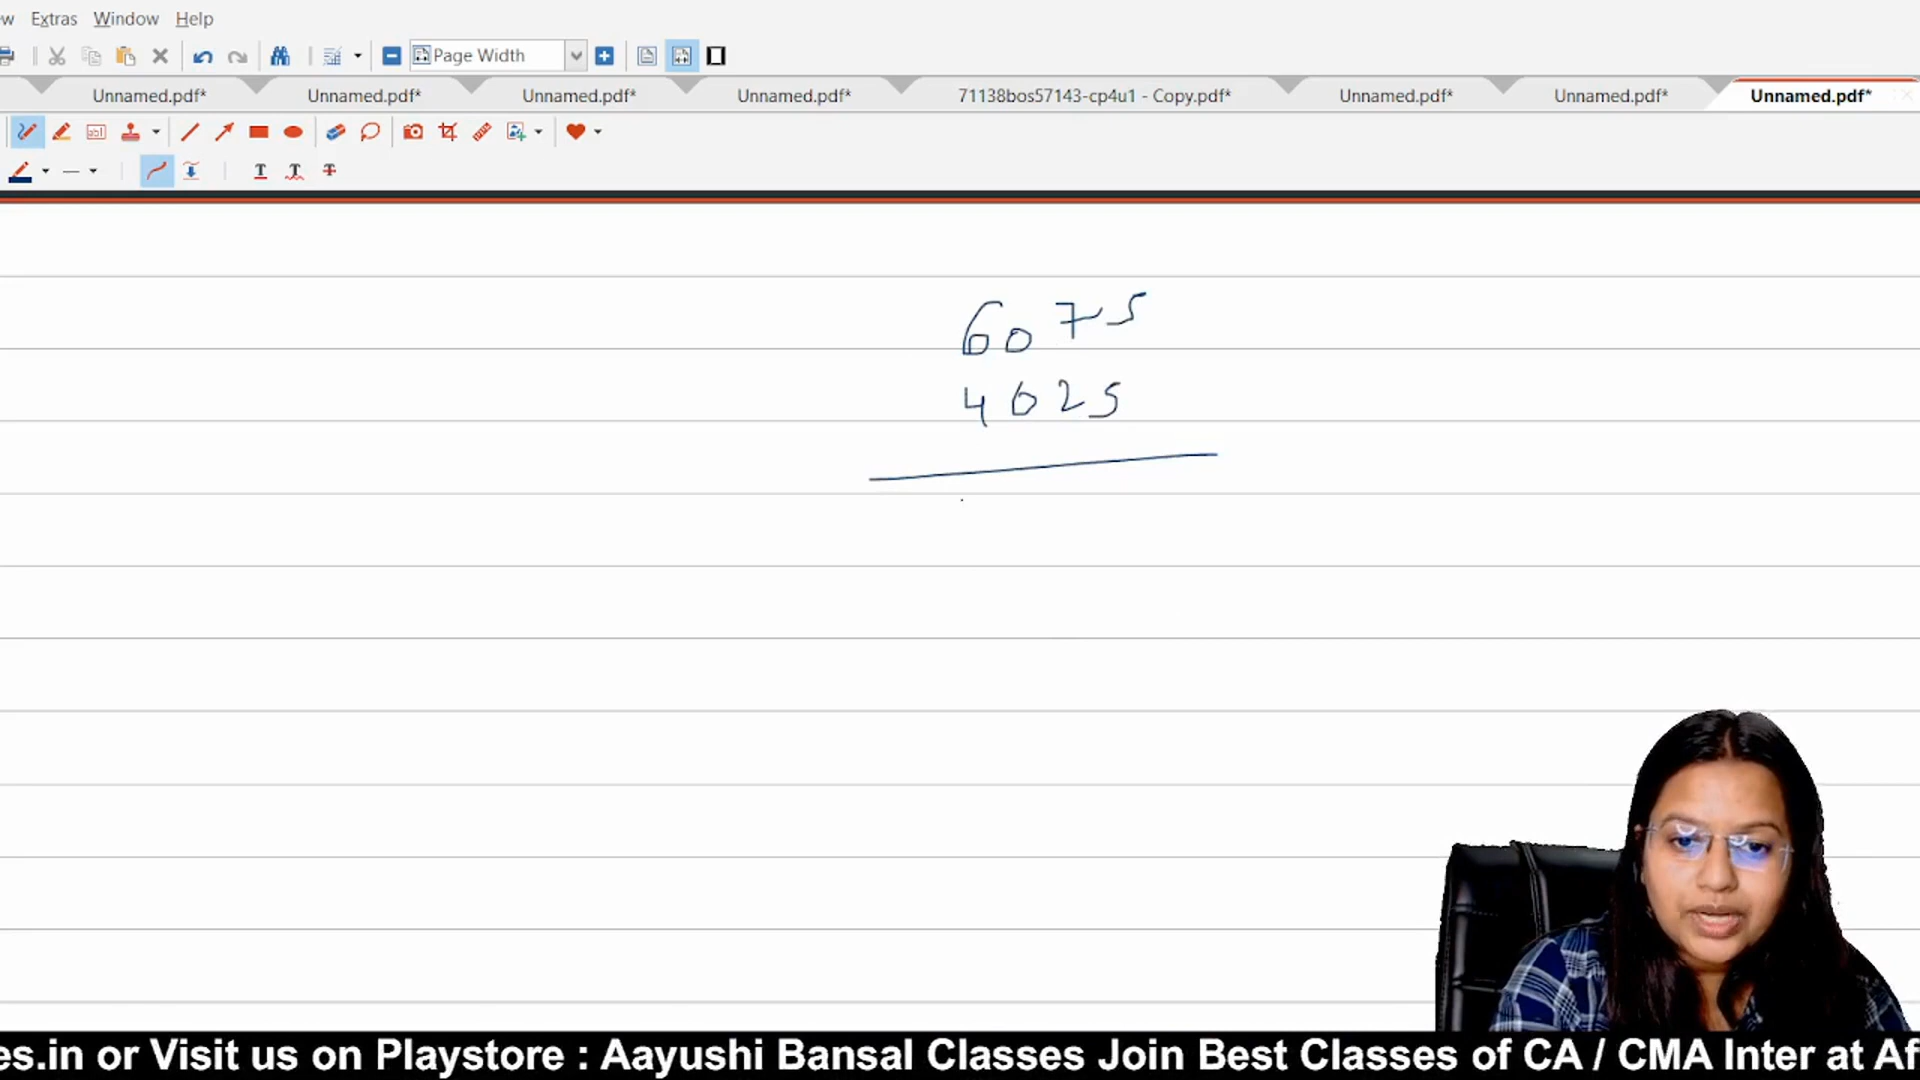 w Extras Window Help
Page Width
Unnamed.pdf* Unnamed.pdf* Unnamed.pdf* Unnamed.pdf* 71138bos57143-cp4u1 - Copy.pdf* Unnamed.pdf* Unnamed.pdf* Unnamed.pdf*
6075
4025
es.in or Visit us on Playstore : Aayushi Bansal Classes Join Best Classes of CA / CMA Inter at Af